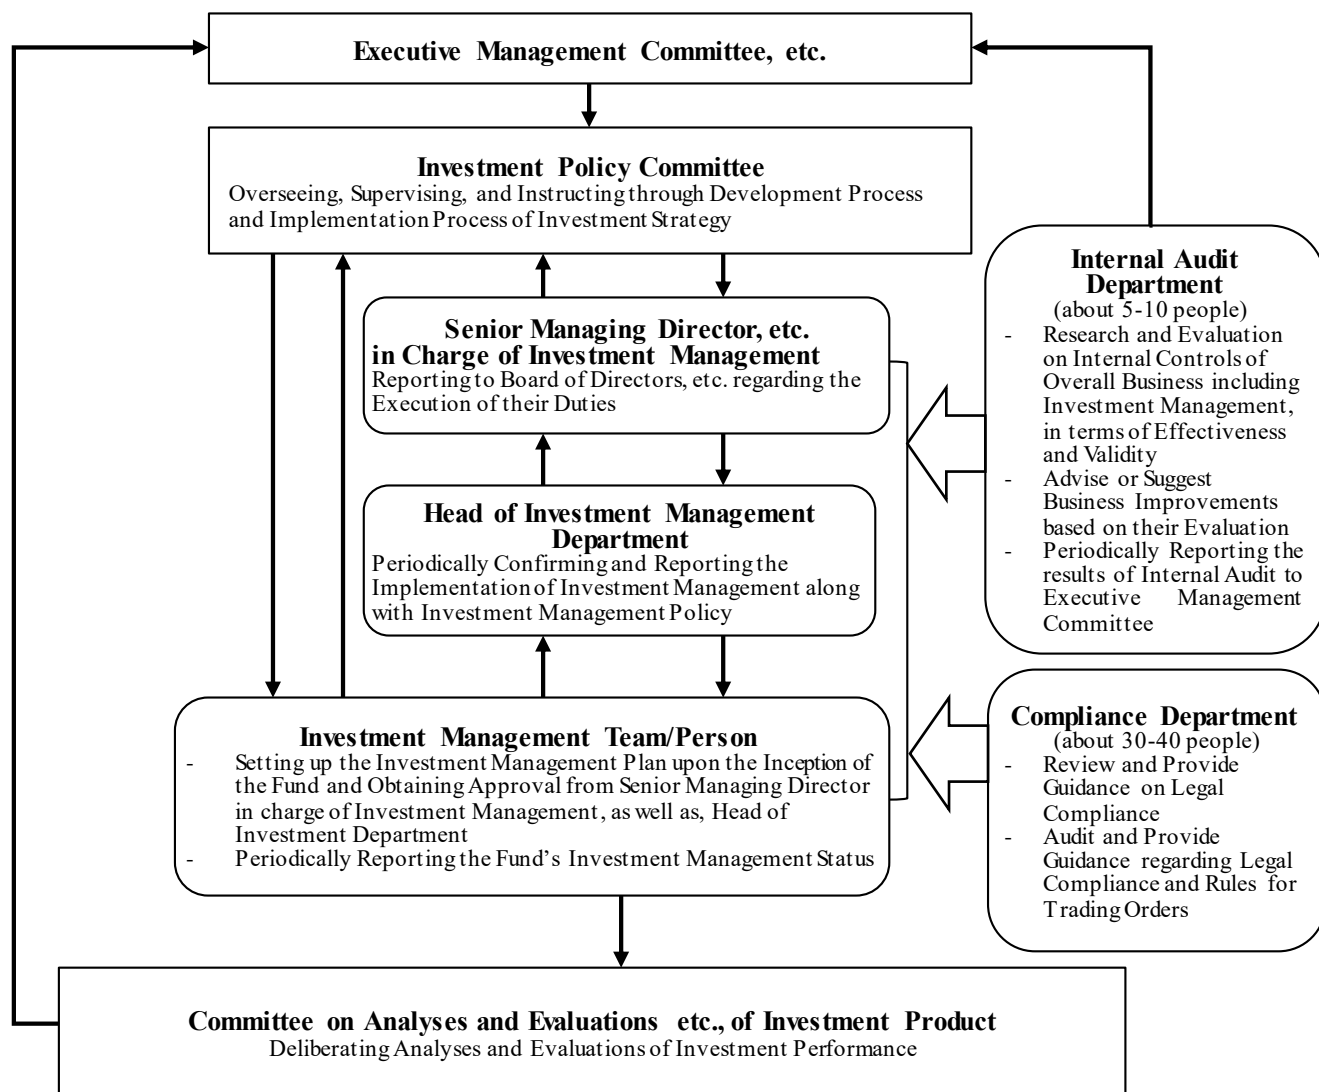 Executive Management Committee, etc.
Investment Policy Committee
Overseeing, Supervising, and Instructing through Development Process
and Implementation Process of Investment Strategy
Senior Managing Director, etc.
in Charge of Investment Management
Reporting to Board of Directors, etc. regarding the
Execution of their Duties
Head of Investment Management
Department
Periodically Confirming and Reporting the
Implementation of Investment Management along
with Investment Management Policy
Investment Management Team/Person
- Setting up the Investment Management Plan upon the Inception of
the Fund and Obtaining Approval from Senior Managing Director
in charge of Investment Management, as well as, Head of
Investment Department
- Periodically Reporting the Fund’s Investment Management Status
Internal Audit
Department
(about 5-10 people)
- Research and Evaluation
on Internal Controls of
Overall Business including
Investment Management,
in terms of Effectiveness
and Validity
- Advise or Suggest
Business Improvements
based on their Evaluation
- Periodically Reporting the
results of Internal Audit to
Executive Management
Committee
Compliance Department
(about 30-40 people)
- Review and Provide
Guidance on Legal
Compliance
- Audit and Provide
Guidance regarding Legal
Compliance and Rules for
Trading Orders
Committee on Analyses and Evaluations etc., of Investment Product
Deliberating Analyses and Evaluations of Investment Performance